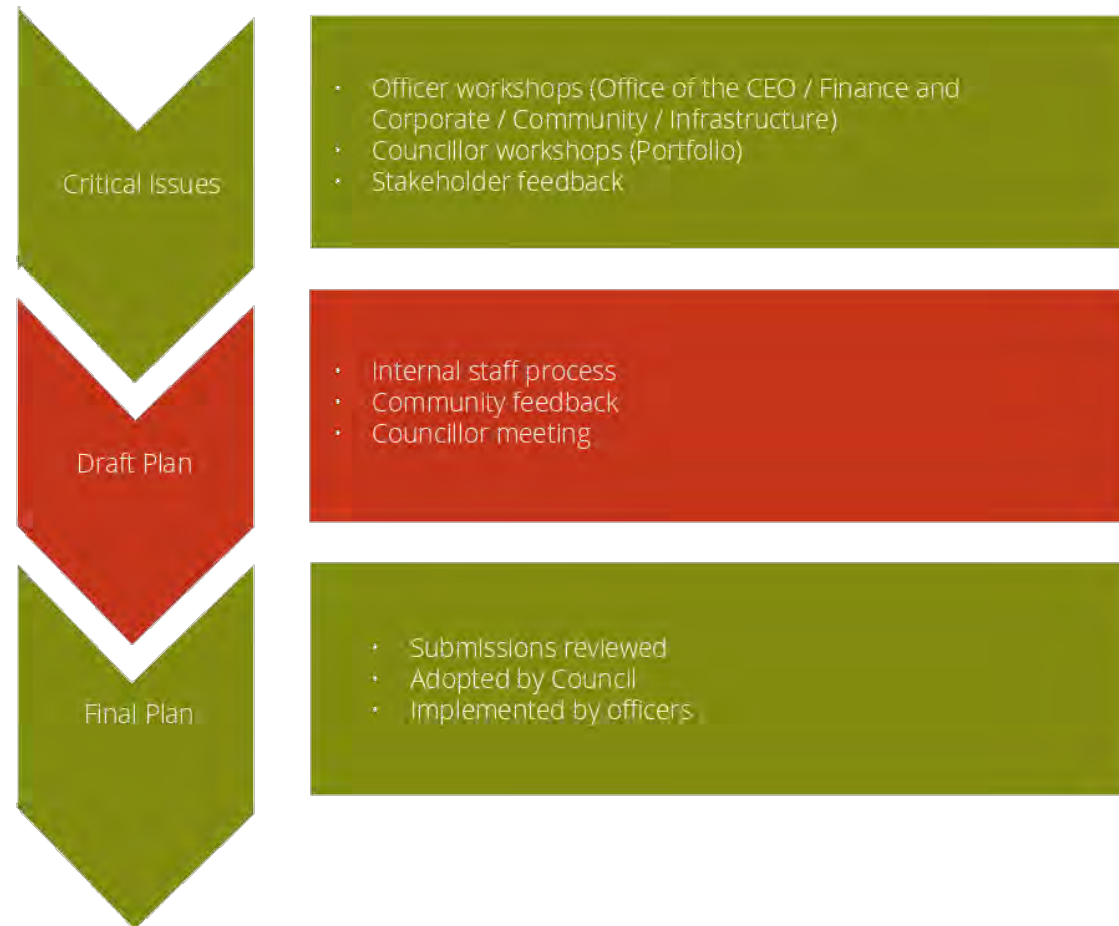 Critical Issues
· Officer workshops (Office of the CEO / Finance and
Corporate / Community / Infrastructure)
· Councillor workshops (Portfolio)
· Stakeholder feedback
Draft Plan
· Internal staff process
· Community feedback
· Councillor meeting
Final Plan
· Submissions reviewed
· Adopted by Council
· Implemented by officers